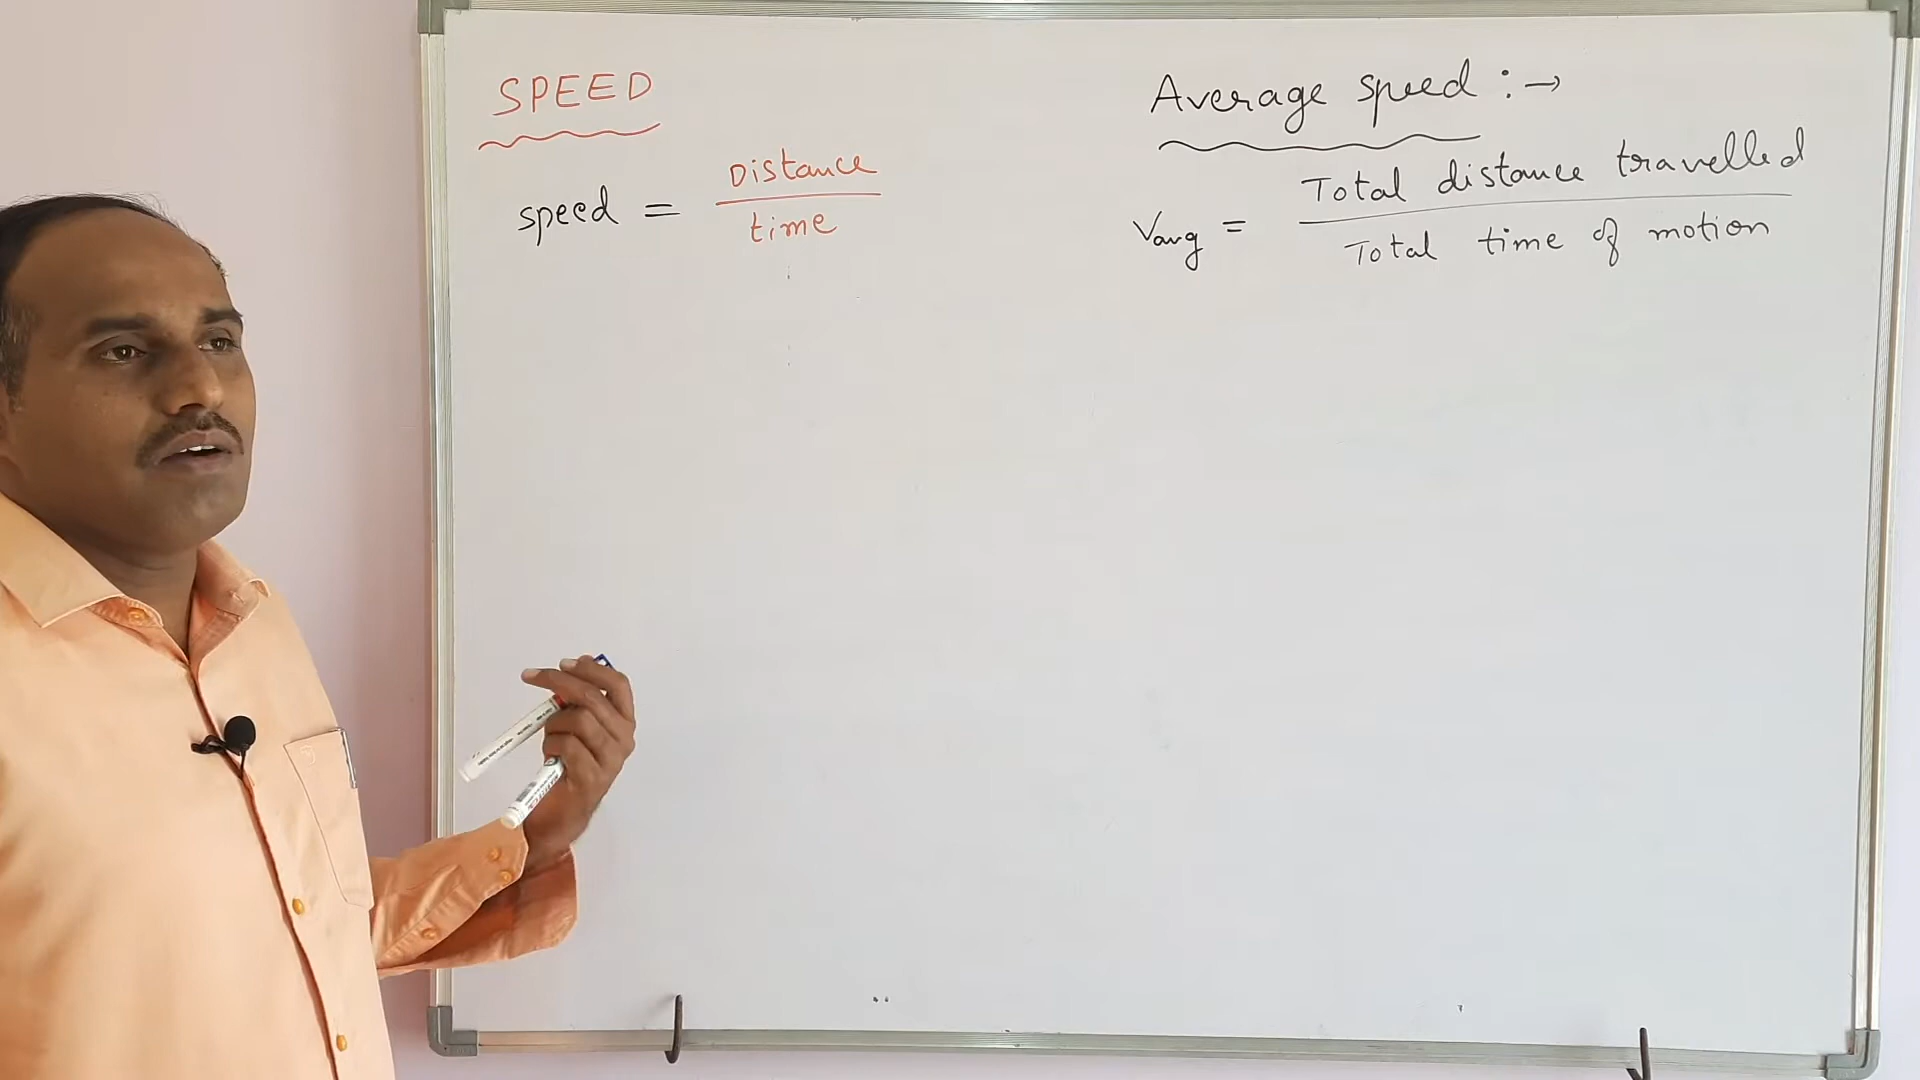 SPEED
speed = Distance / time
Average speed :→
Vavg = Total distance travelled / Total time of motion